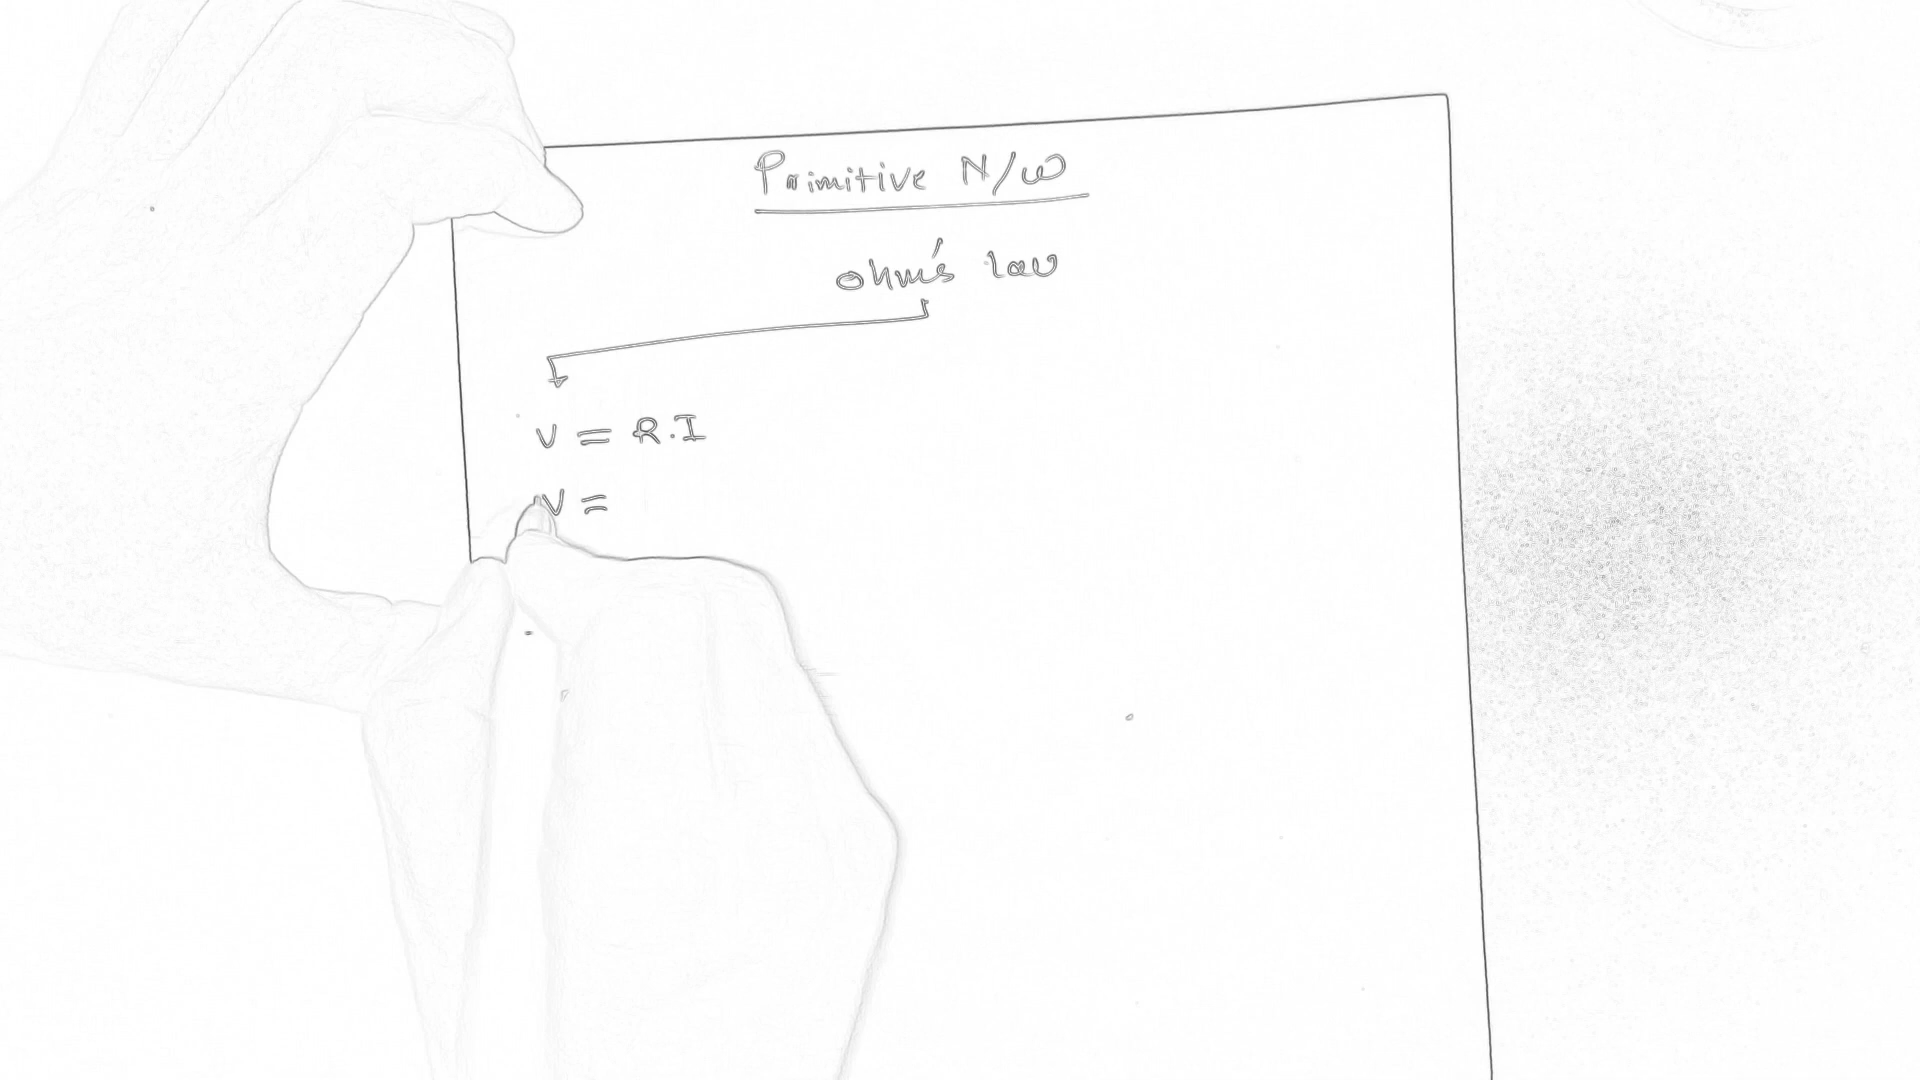 Primitive N/W
ohm's law
V = R.I
V =